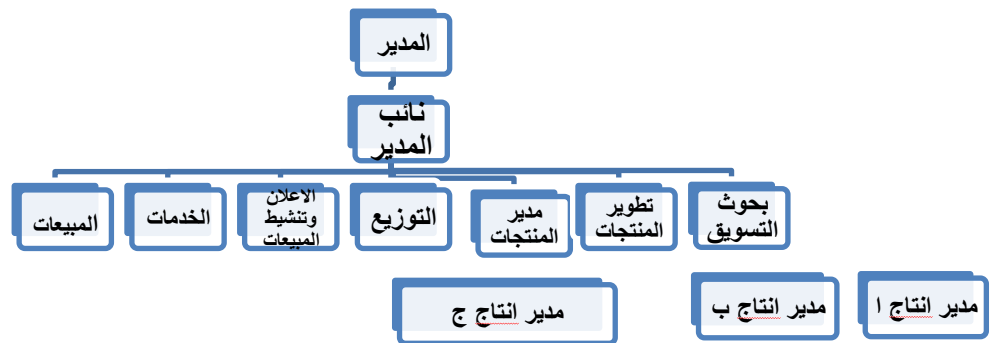 المدير
نائب
المدير
بحوث
التسويق
تطوير
المنتجات
مدير
المنتجات
التوزيع
الاعلان
وتنشيط
المبيعات
الخدمات
المبيعات
مدير انتاج ا
مدير انتاج ب
مدير انتاج ج